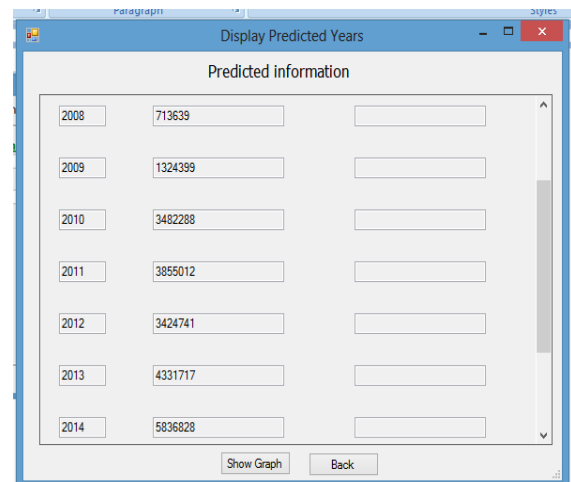 Paragraph Styles
Display Predicted Years
Predicted information
2008 713639
2009 1324399
2010 3482288
2011 3855012
2012 3424741
2013 4331717
2014 5836828
Show Graph Back